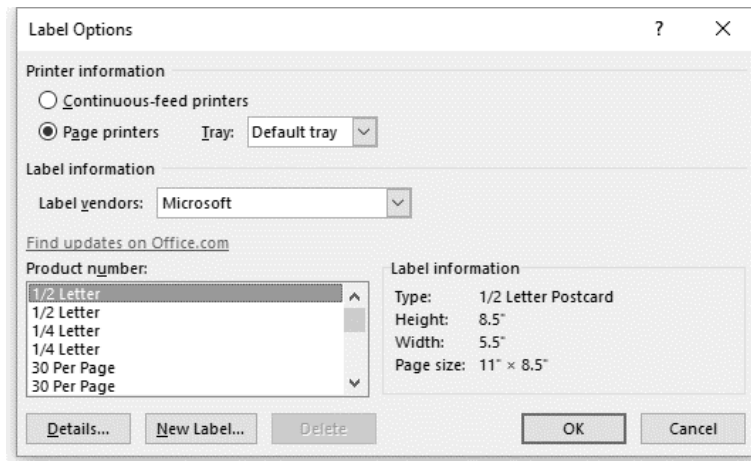 Label Options ?
Printer information
Continuous-feed printers
Page printers Tray: Default tray
Label information
Label vendors: Microsoft
Find updates on Office.com
Product number:
1/2 Letter
1/2 Letter
1/4 Letter
1/4 Letter
30 Per Page
30 Per Page
Label information
Type: 1/2 Letter Postcard
Height: 8.5"
Width: 5.5"
Page size: 11" × 8.5"
Details... New Label... Delete OK Cancel